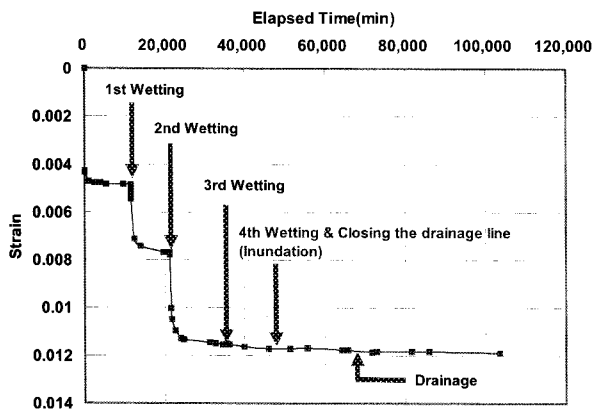 Elapsed Time(min)
0 20,000 40,000 60,000 80,000 100,000 120,000
0
0.002
0.004
0.006
0.008
0.01
0.012
0.014
Strain
1st Wetting
2nd Wetting
3rd Wetting
4th Wetting & Closing the drainage line
(Inundation)
Drainage